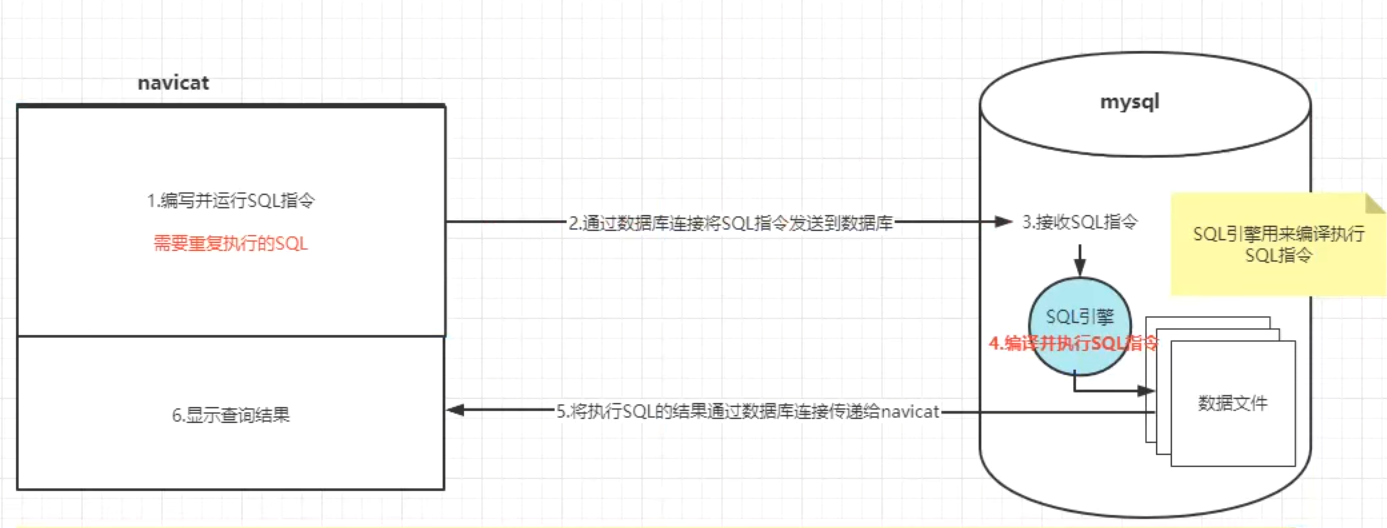 navicat
mysql
1.编写并运行SQL指令
需要重复执行的SQL
2.通过数据库连接将SQL指令发送到数据库
3.接收SQL指令
SQL引擎用来编译执行
SQL指令
SQL引擎
4.编译并执行SQL指令
数据文件
5.将执行SQL的结果通过数据库连接传递给navicat
6.显示查询结果